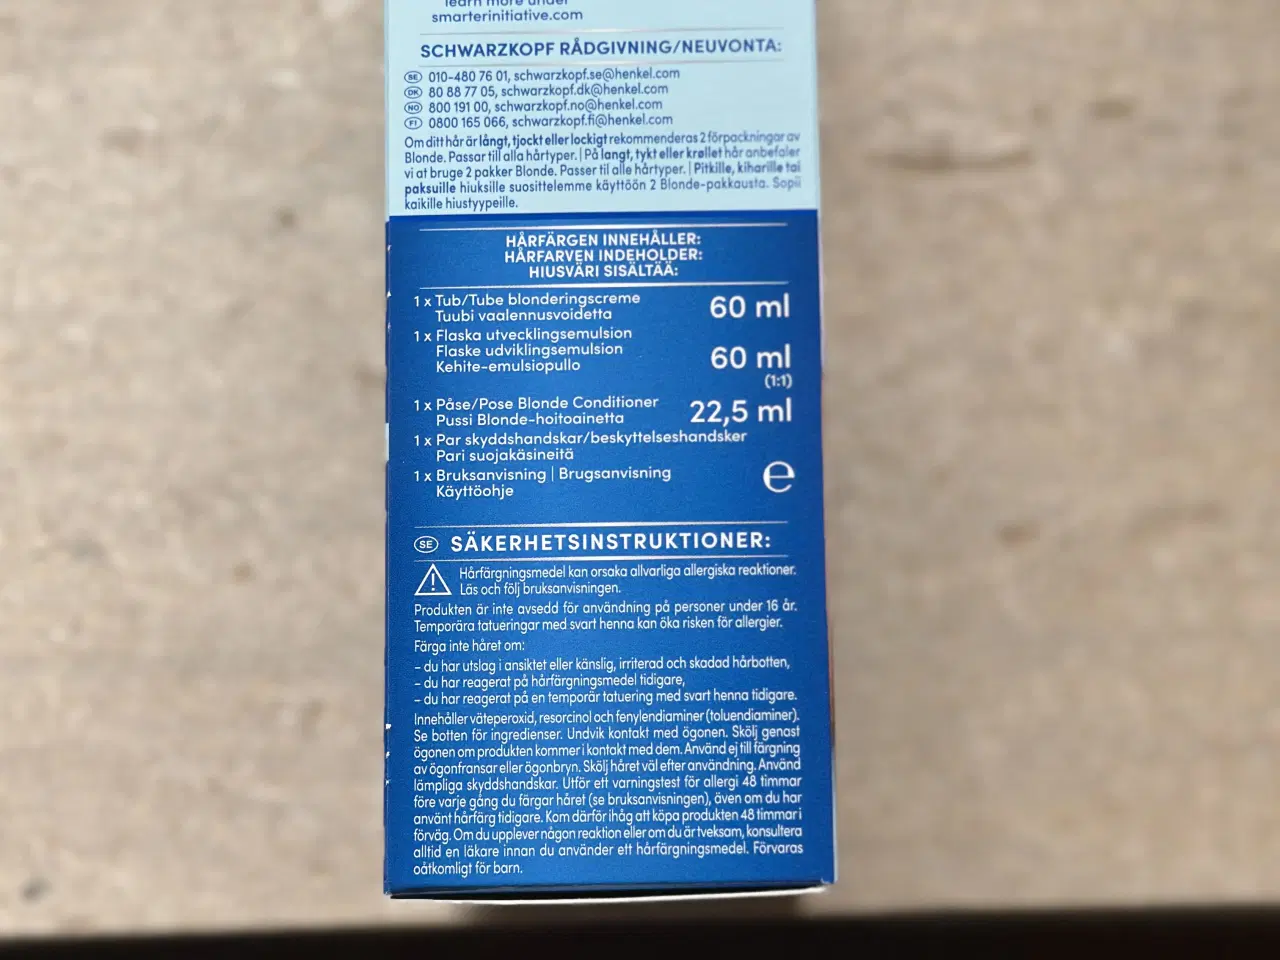 learn more under
smarterinitiative.com
SCHWARZKOPF RÅDGIVNING/NEUVONTA:
SE 010-480 76 01, schwarzkopf.se@henkel.com
DK 80 88 77 05, schwarzkopf.dk@henkel.com
NO 800 191 00, schwarzkopf.no@henkel.com
FI 0800 165 066, schwarzkopf.fi@henkel.com
Om ditt hår är långt, tjockt eller lockigt rekommenderas 2 förpackningar av
Blonde. Passar till alla hårtyper. | På langt, tykt eller krøllet hår anbefaler
vi at bruge 2 pakker Blonde. Passer til alle hårtyper. | Pitkille, kiharille tai
paksuille hiuksille suosittelemme käyttöön 2 Blonde-pakkausta. Sopii
kaikille hiustyypeille.
HÅRFÄRGEN INNEHÅLLER:
HÅRFARVEN INDEHOLDER:
HIUSVÄRI SISÄLTÄÄ:
1 x Tub/Tube blonderingscreme
Tuubi vaalennusvoidetta 60 ml
1 x Flaska utvecklingsemulsion
Flaske udviklingsemulsion 60 ml
Kehite-emulsiopullo
(1:1)
1 x Påse/Pose Blonde Conditioner 22,5 ml
Pussi Blonde-hoitoainetta
1 x Par skyddshandskar/beskyttelseshandsker
Pari suojakäsineitä
1 x Bruksanvisning | Brugsanvisning ℮
Käyttöohje
SE SÄKERHETSINSTRUKTIONER:
Hårfärgningsmedel kan orsaka allvarliga allergiska reaktioner.
Läs och följ bruksanvisningen.
Produkten är inte avsedd för användning på personer under 16 år.
Temporära tatueringar med svart henna kan öka risken för allergier.
Färga inte håret om:
- du har utslag i ansiktet eller känslig, irriterad och skadad hårbotten,
- du har reagerat på hårfärgningsmedel tidigare,
- du har reagerat på en temporär tatuering med svart henna tidigare.
Innehåller väteperoxid, resorcinol och fenylendiaminer (toluendiaminer).
Se botten för ingredienser. Undvik kontakt med ögonen. Skölj genast
ögonen om produkten kommer i kontakt med dem. Använd ej till färgning
av ögonfransar eller ögonbryn. Skölj håret väl efter användning. Använd
lämpliga skyddshandskar. Utför ett varningstest för allergi 48 timmar
före varje gång du färgar håret (se bruksanvisningen), även om du har
använt hårfärg tidigare. Kom därför ihåg att köpa produkten 48 timmar i
förväg. Om du upplever någon reaktion eller om du är tveksam, konsultera
alltid en läkare innan du använder ett hårfärgningsmedel. Förvaras
oåtkomligt för barn.